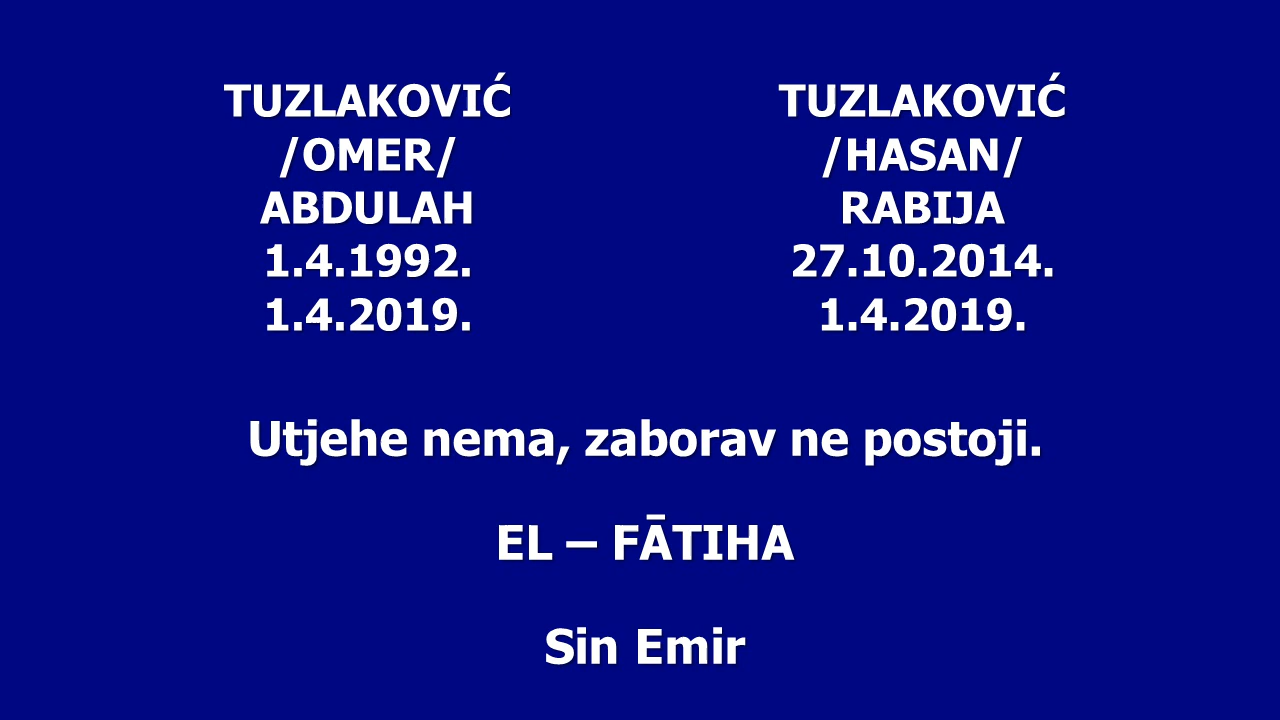 TUZLAKOVIĆ
/OMER/
ABDULAH
1.4.1992.
1.4.2019.
TUZLAKOVIĆ
/HASAN/
RABIJA
27.10.2014.
1.4.2019.
Utjehe nema, zaborav ne postoji.
EL – FĀTIHA
Sin Emir